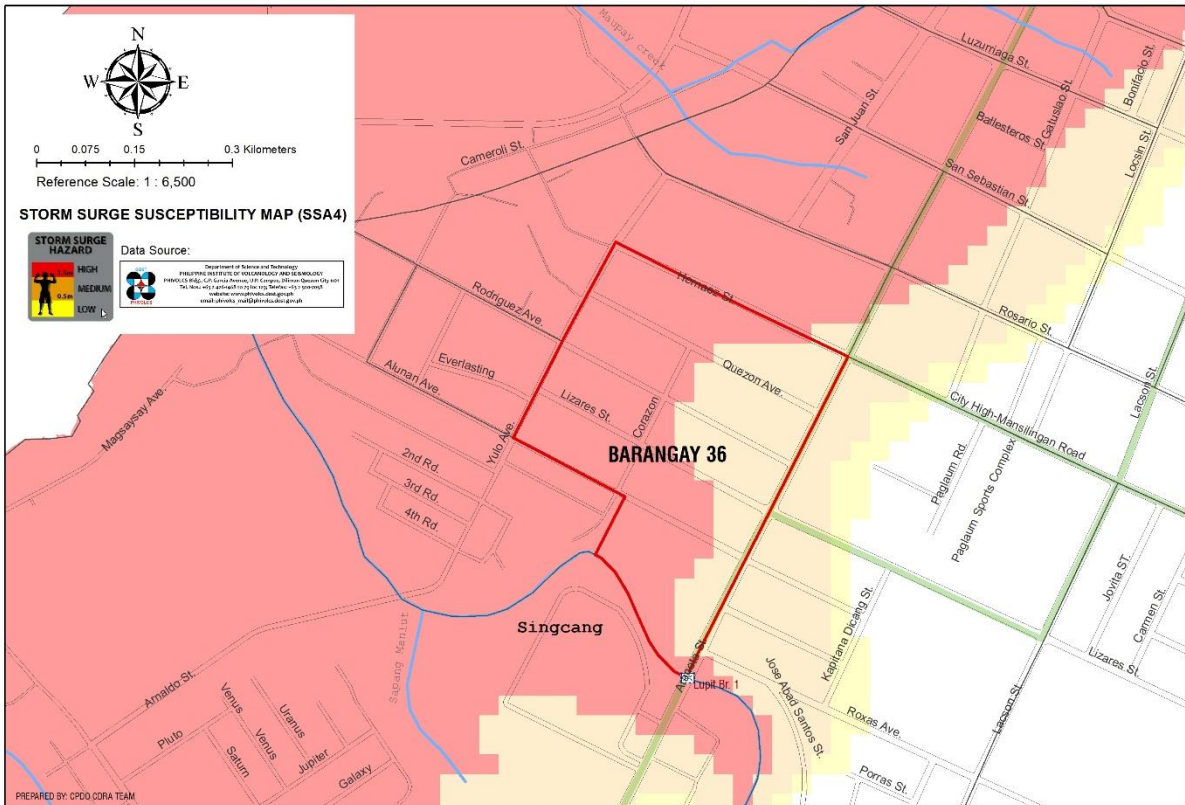 N
W
E
S
0
0.075
0.15
0.3 Kilometers
Reference Scale: 1 : 6,500
STORM SURGE SUSCEPTIBILITY MAP (SSA4)
STORM SURGE
HAZARD
HIGH
MEDIUM
0.5m
LOW
Data Source:
PHIVOLCS
Department of Science and Technology
PHILIPPINE INSTITUTE OF VOLCANOLOGY AND SEISMOLOGY
Maupay creek
Luzurriaga St.
Bonifacio St.
Gatuslao St.
Ballesteros St.
San Juan St.
Locsin St.
San Sebastian St.
Cameroli St.
Hernaez St.
Rosario St.
Rodriguez Ave.
Everlasting
Quezon Ave.
Alunan Ave.
Lizares St.
Corazon
Lacson St.
Magsaysay Ave.
Yulo Ave.
City High-Mansilingan Road
BARANGAY 36
2nd Rd.
3rd Rd.
4th Rd.
Paglaum Rd.
Paglaum Sports Complex
Jovita ST.
Carmen St.
Singcang
Kapitana Dicang St.
Lizares St.
Sapang Manlut
Lupit Br. 1
Jose Abad Santos St.
Arnaldo St.
Roxas Ave.
Lacson St.
Venus
Uranus
Pluto
Venus
Jupiter
Saturn
Galaxy
Porras St.
PREPARED BY: CPDO CDRA TEAM